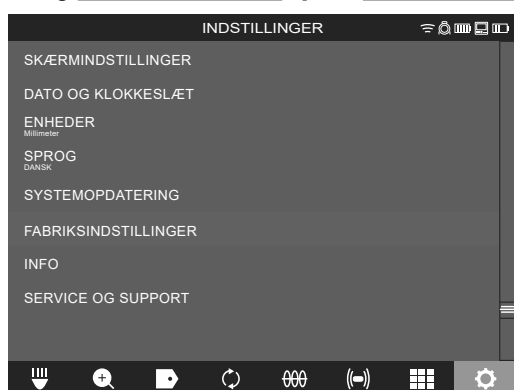 INDSTILLINGER
SKÆRMINDSTILLINGER
DATO OG KLOKKESLÆT
ENHEDER
Millimeter
SPROG
DANSK
SYSTEMOPDATERING
FABRIKSINDSTILLINGER
INFO
SERVICE OG SUPPORT